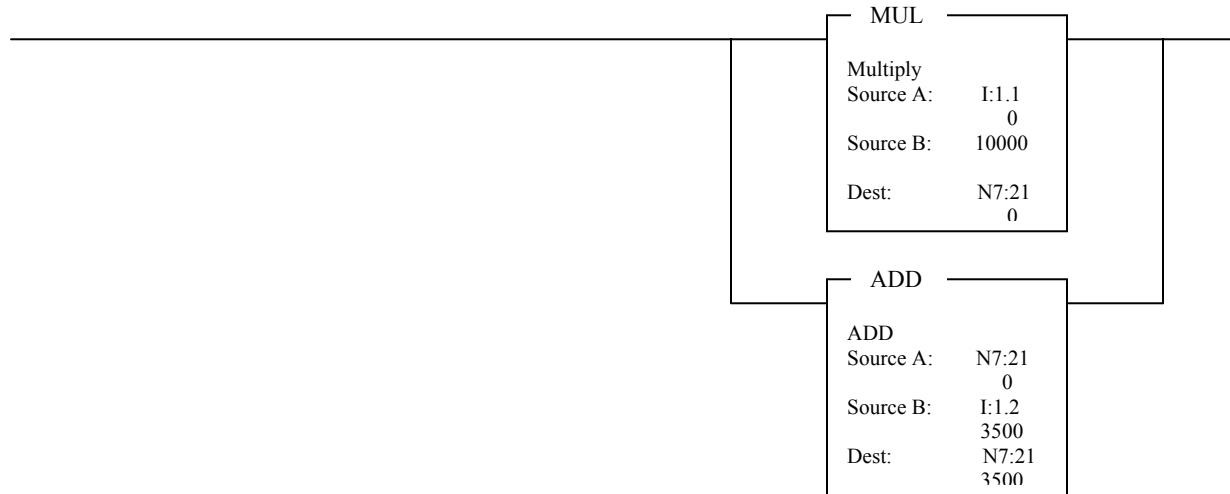 MUL
Multiply
Source A: I:1.1
0
Source B: 10000
Dest: N7:21
0
ADD
ADD
Source A: N7:21
0
Source B: I:1.2
3500
Dest: N7:21
3500